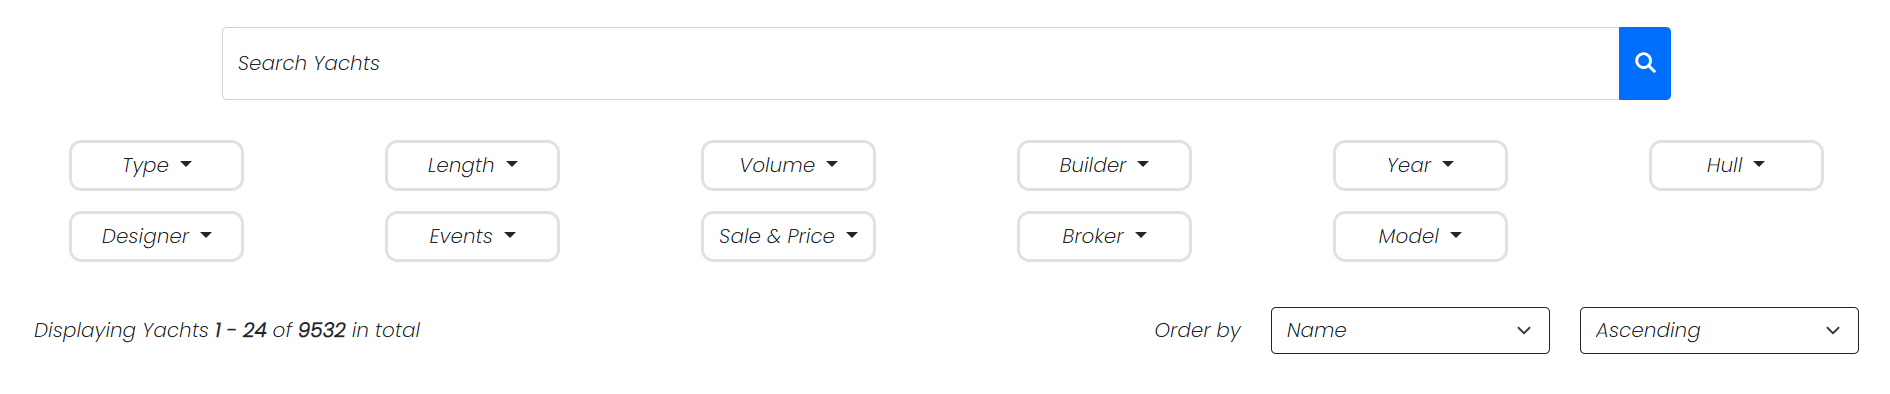 Search Yachts
Type Length Volume Builder Year Hull
Designer Events Sale & Price Broker Model
Displaying Yachts 1 - 24 of 9532 in total Order by Name Ascending